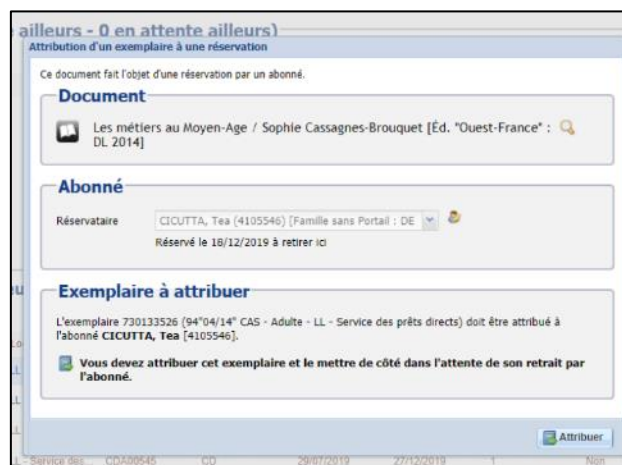 ailleurs - 0 en attente ailleurs)
Attribution d'un exemplaire à une réservation
Ce document fait l'objet d'une réservation par un abonné.
Document
Les métiers au Moyen-Age / Sophie Cassagnes-Brouquet [Éd. "Ouest-France" :
DL 2014]
Abonné
Réservataire
CICUTTA, Tea (4105546) [Famille sans Portail : DE
Réservé le 18/12/2019 à retirer ici
Exemplaire à attribuer
L'exemplaire 730133526 (94"04/14" CAS - Adulte - LL - Service des prêts directs) doit être attribué à
l'abonné CICUTTA, Tea [4105546].
Vous devez attribuer cet exemplaire et le mettre de côté dans l'attente de son retrait par
l'abonné.
Attribuer
LL - Service des... CDA00545 CD 29/07/2019 27/12/2019 1 Non